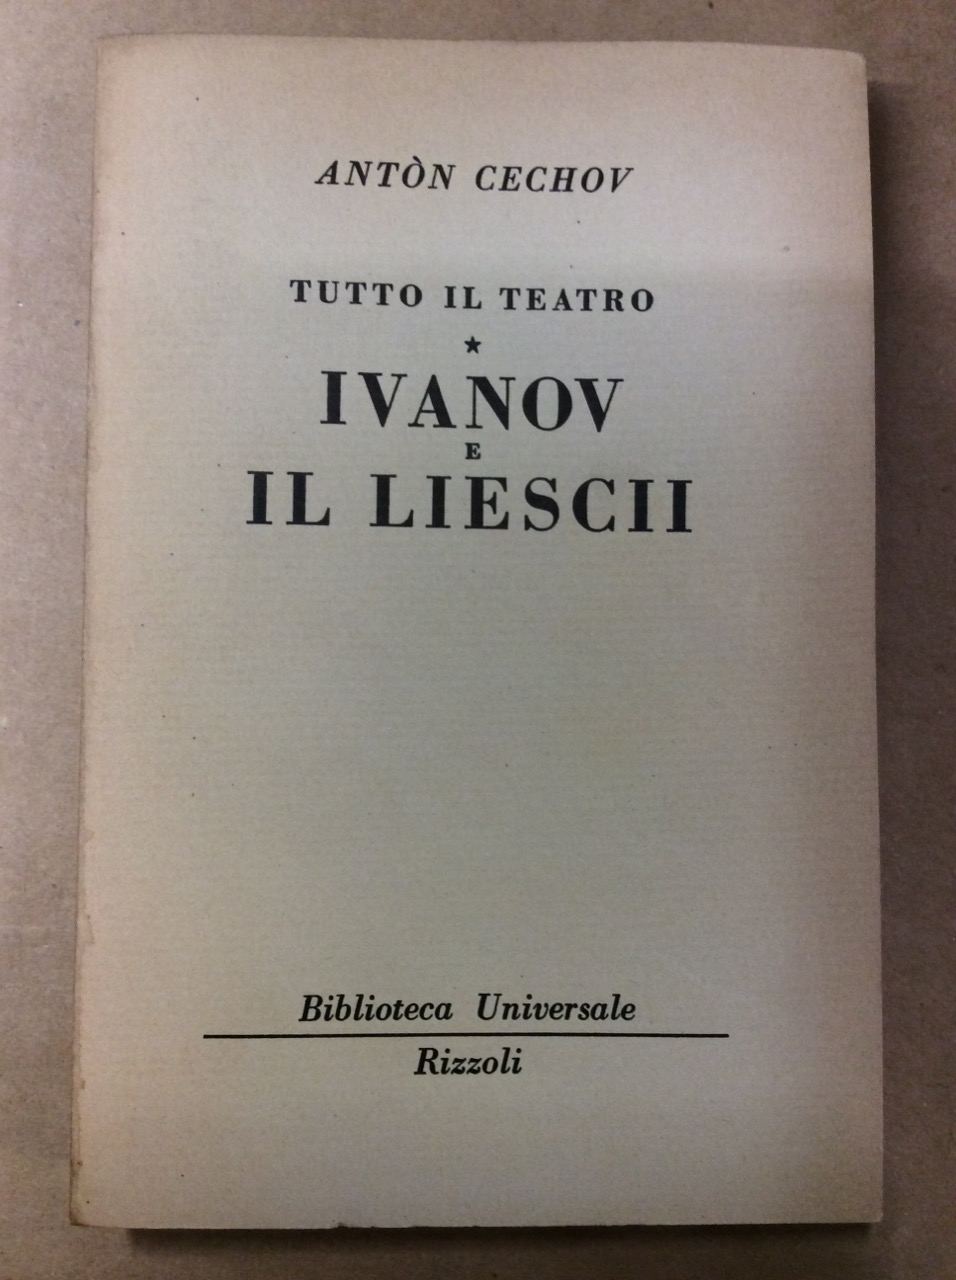 ANTÒN CECHOV
TUTTO IL TEATRO
★
IVANOV
E
IL LIESCII
Biblioteca Universale
Rizzoli